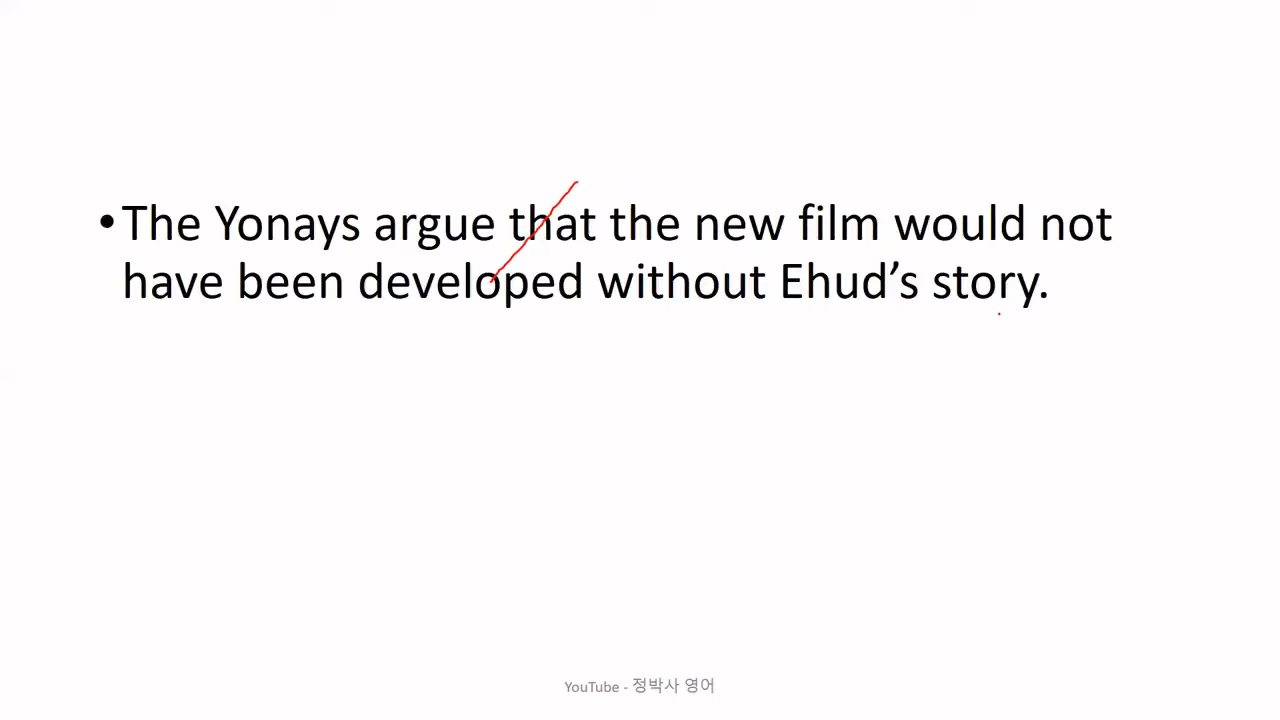 •The Yonays argue that the new film would not
have been developed without Ehud’s story.
YouTube - 정박사 영어